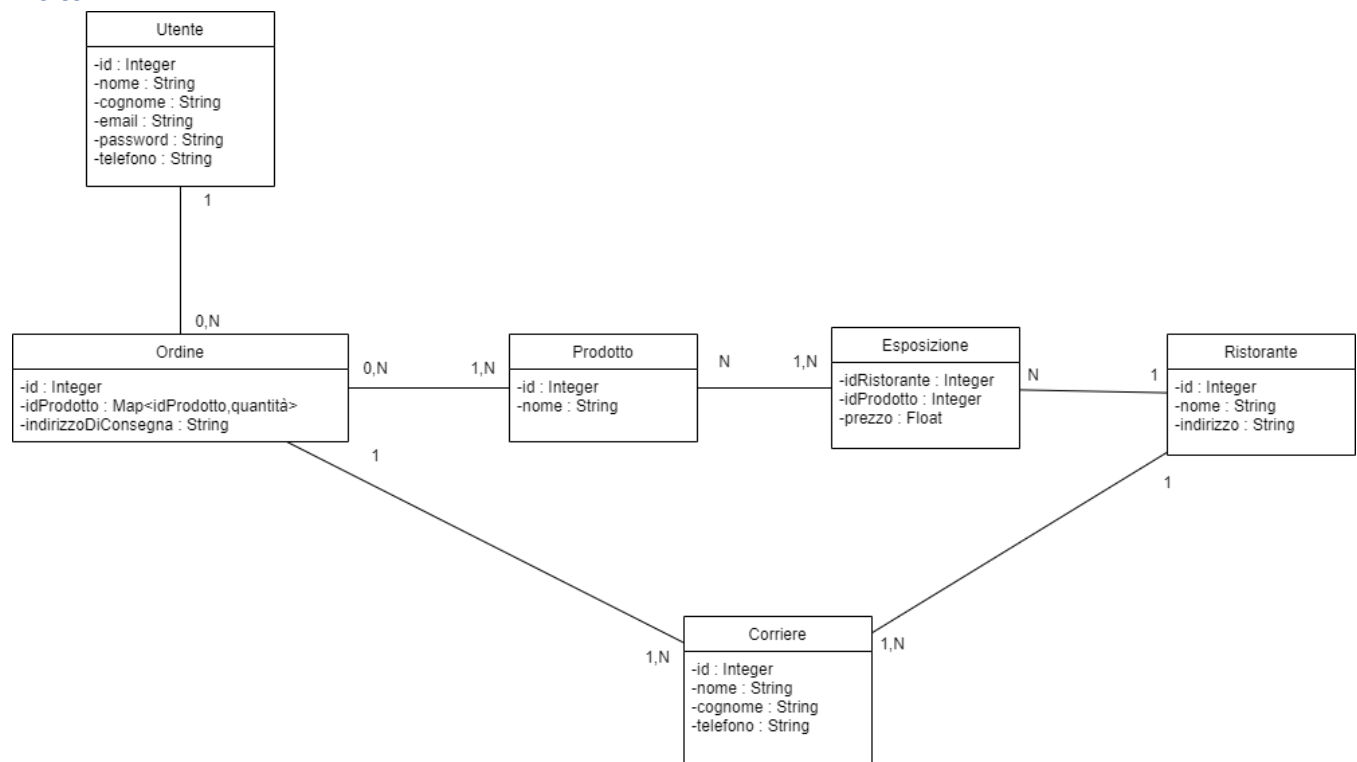 Utente
-id : Integer
-nome : String
-cognome : String
-email : String
-password : String
-telefono : String
1
0,N
Ordine
-id : Integer
-idProdotto : Map<idProdotto,quantità>
-indirizzoDiConsegna : String
0,N
1,N
Prodotto
-id : Integer
-nome : String
N
1,N
Esposizione
-idRistorante : Integer
-idProdotto : Integer
-prezzo : Float
N
1
Ristorante
-id : Integer
-nome : String
-indirizzo : String
1
1
1,N
1,N
Corriere
-id : Integer
-nome : String
-cognome : String
-telefono : String